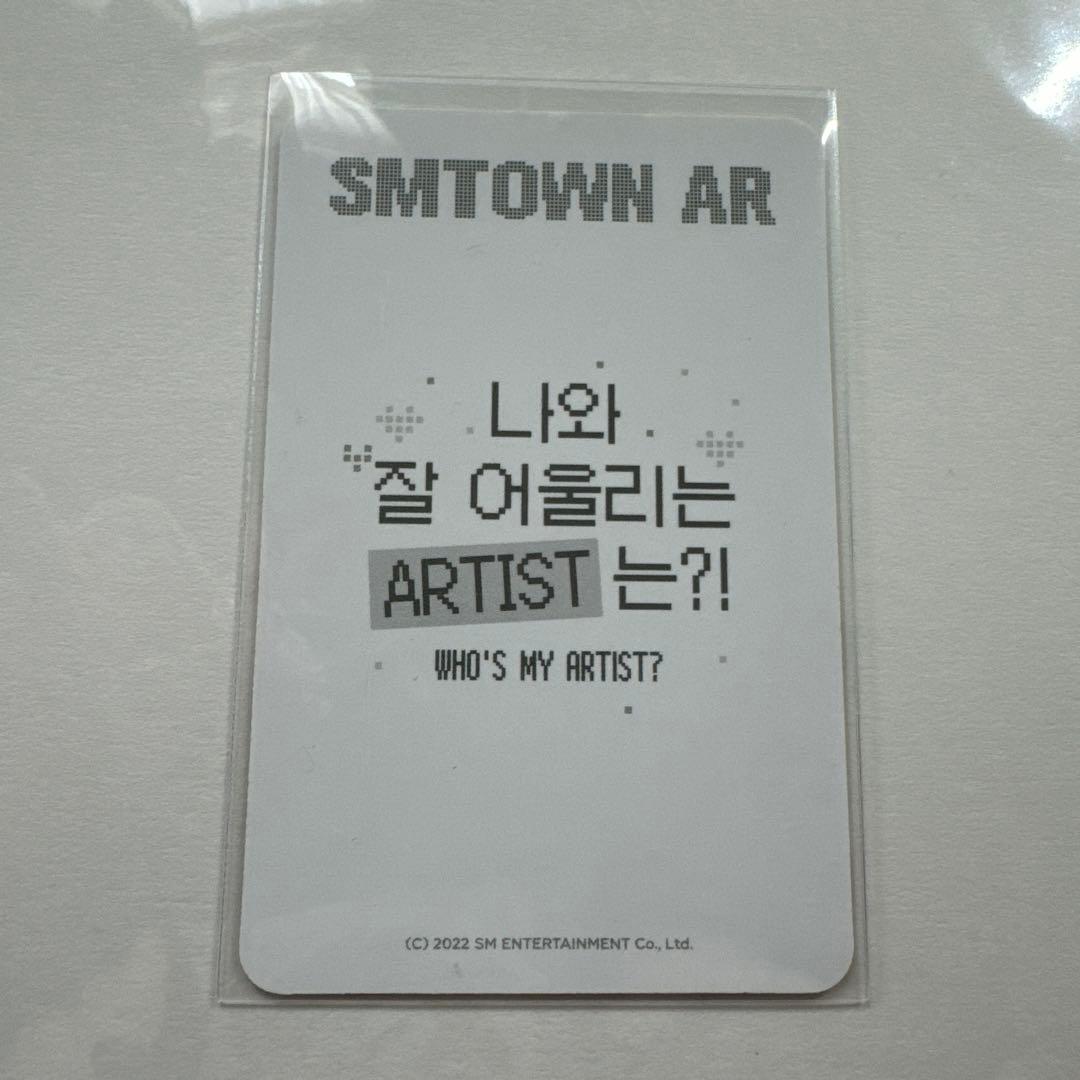 SMTOWN AR
나와
잘 어울리는
ARTIST 는?!
WHO'S MY ARTIST?
(C) 2022 SM ENTERTAINMENT Co., Ltd.